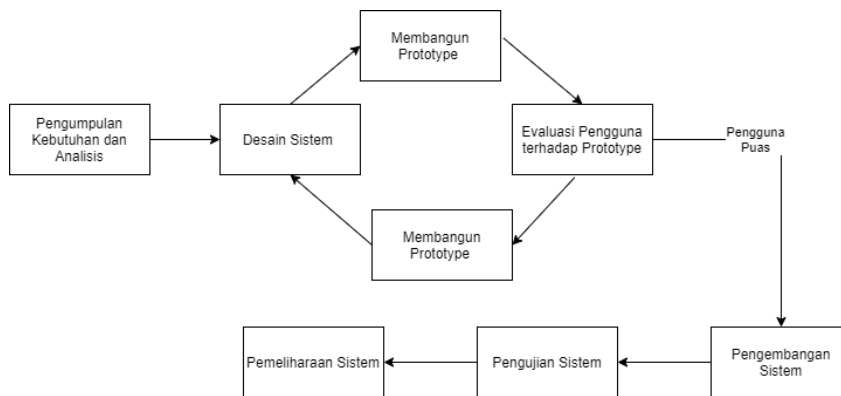 Membangun
Prototype
Pengumpulan
Kebutuhan dan
Analisis
Desain Sistem
Evaluasi Pengguna
terhadap Prototype
Pengguna
Puas
Membangun
Prototype
Pemeliharaan Sistem
Pengujian Sistem
Pengembangan
Sistem